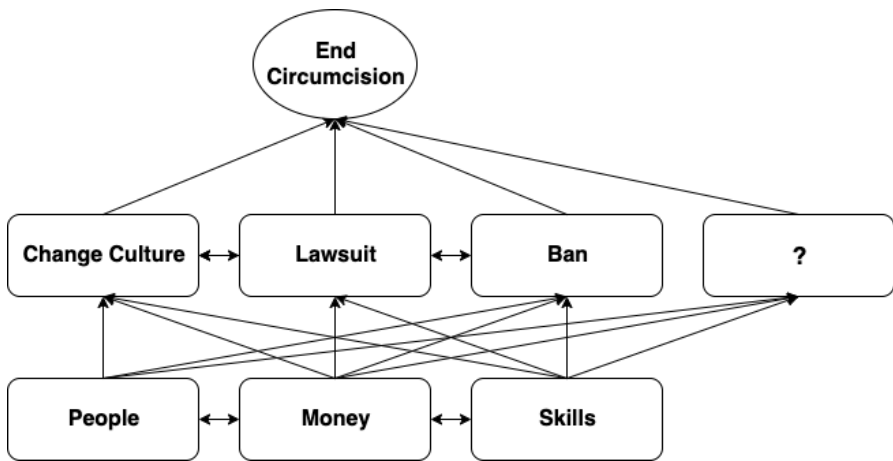 End
Circumcision
Change Culture
Lawsuit
Ban
?
People
Money
Skills